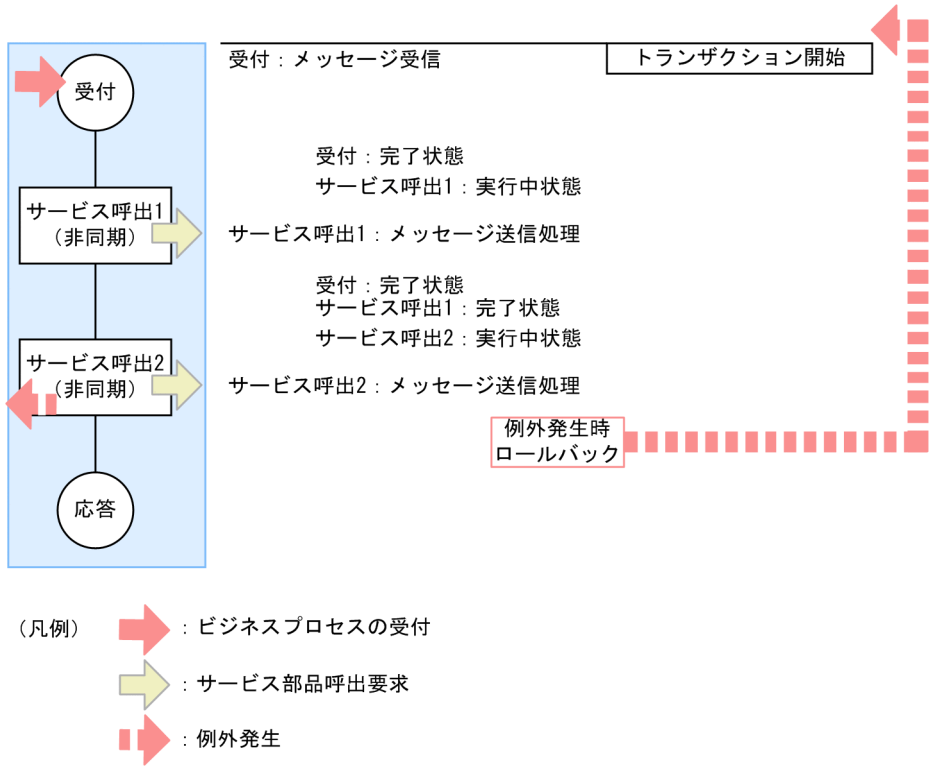 受付：メッセージ受信
トランザクション開始
受付
受付：完了状態
サービス呼出1：実行中状態
サービス呼出1
（非同期）
サービス呼出1：メッセージ送信処理
受付：完了状態
サービス呼出1：完了状態
サービス呼出2：実行中状態
サービス呼出2
（非同期）
サービス呼出2：メッセージ送信処理
例外発生時
ロールバック
応答
（凡例）
：ビジネスプロセスの受付
：サービス部品呼出要求
：例外発生